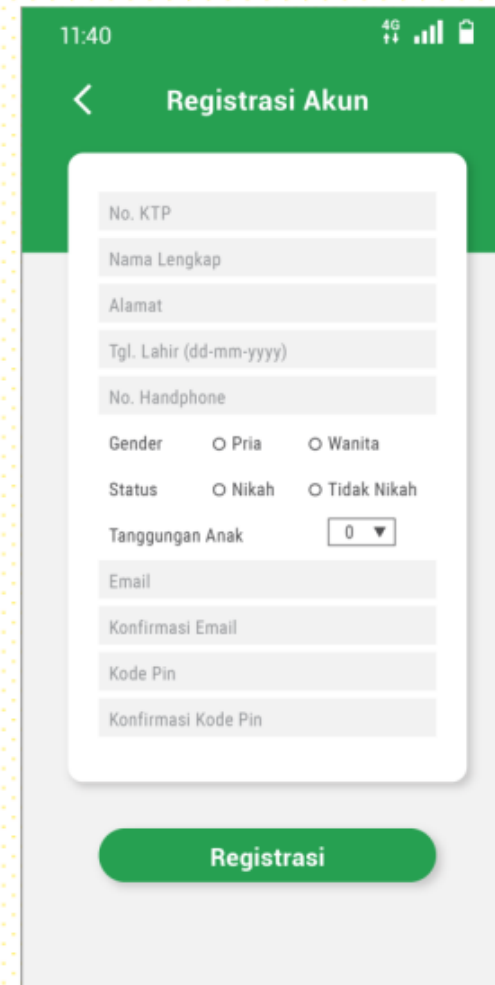 11:40 4G
Registrasi Akun
No. KTP
Nama Lengkap
Alamat
Tgl. Lahir (dd-mm-yyyy)
No. Handphone
Gender Pria Wanita
Status Nikah Tidak Nikah
Tanggungan Anak 0
Email
Konfirmasi Email
Kode Pin
Konfirmasi Kode Pin
Registrasi